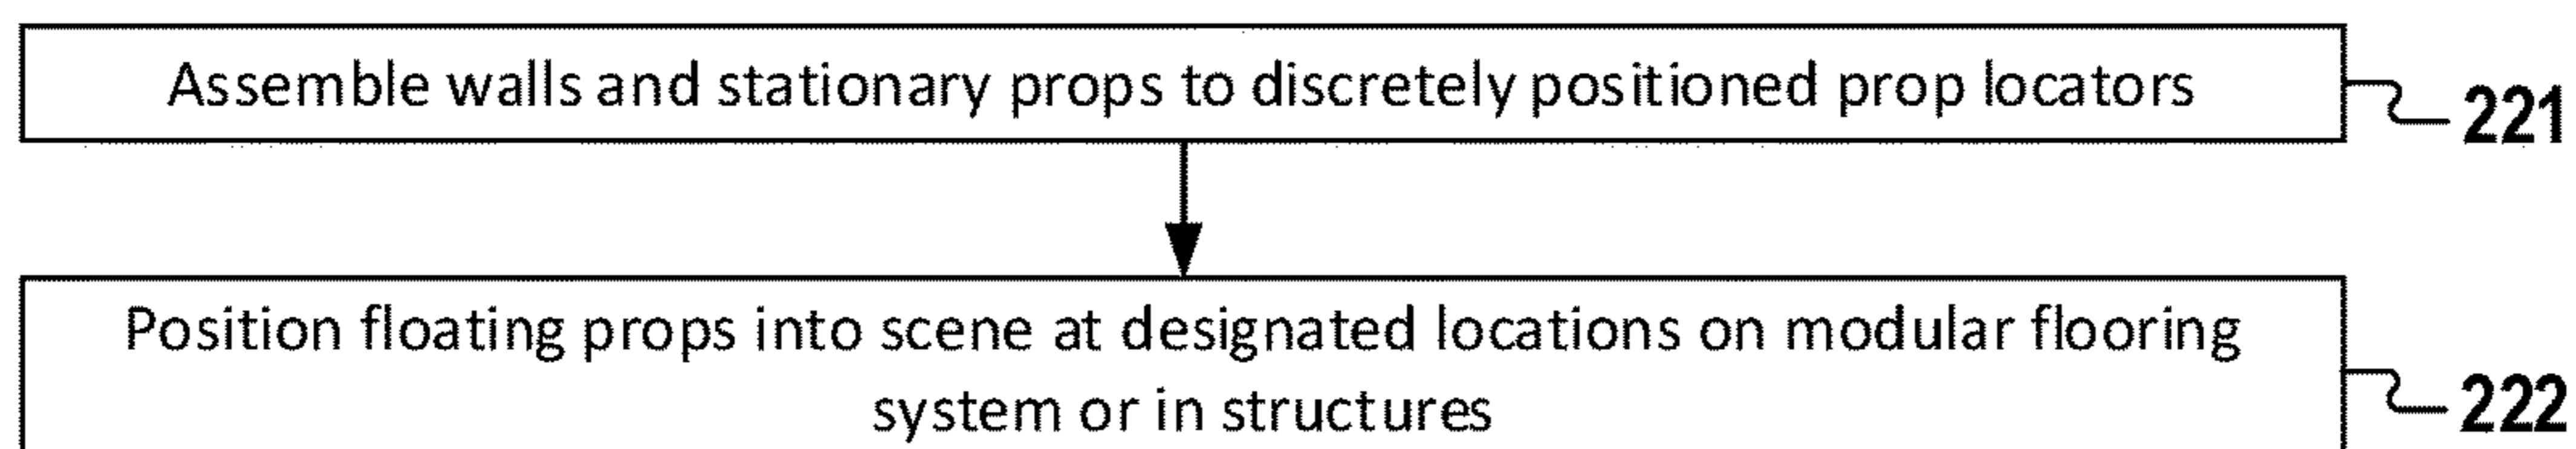 Assemble walls and stationary props to discretely positioned prop locators
221
Position floating props into scene at designated locations on modular flooring
system or in structures
222